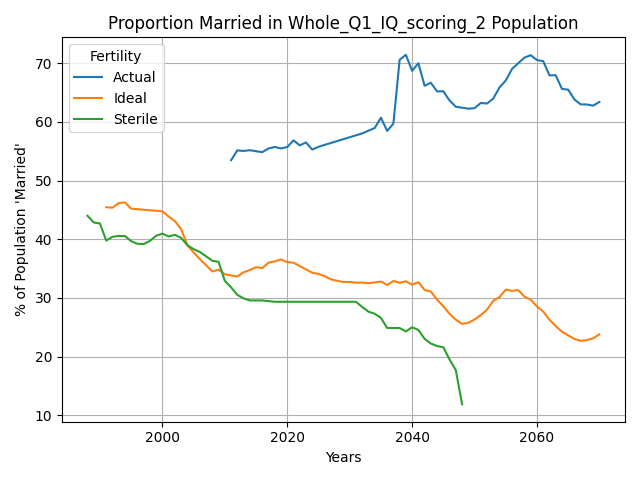 Proportion Married in Whole_Q1_IQ_scoring_2 Population
% of Population 'Married'
70
60
50
40
30
20
10
Fertility
Actual
Ideal
Sterile
2000
2020
2040
2060
Years